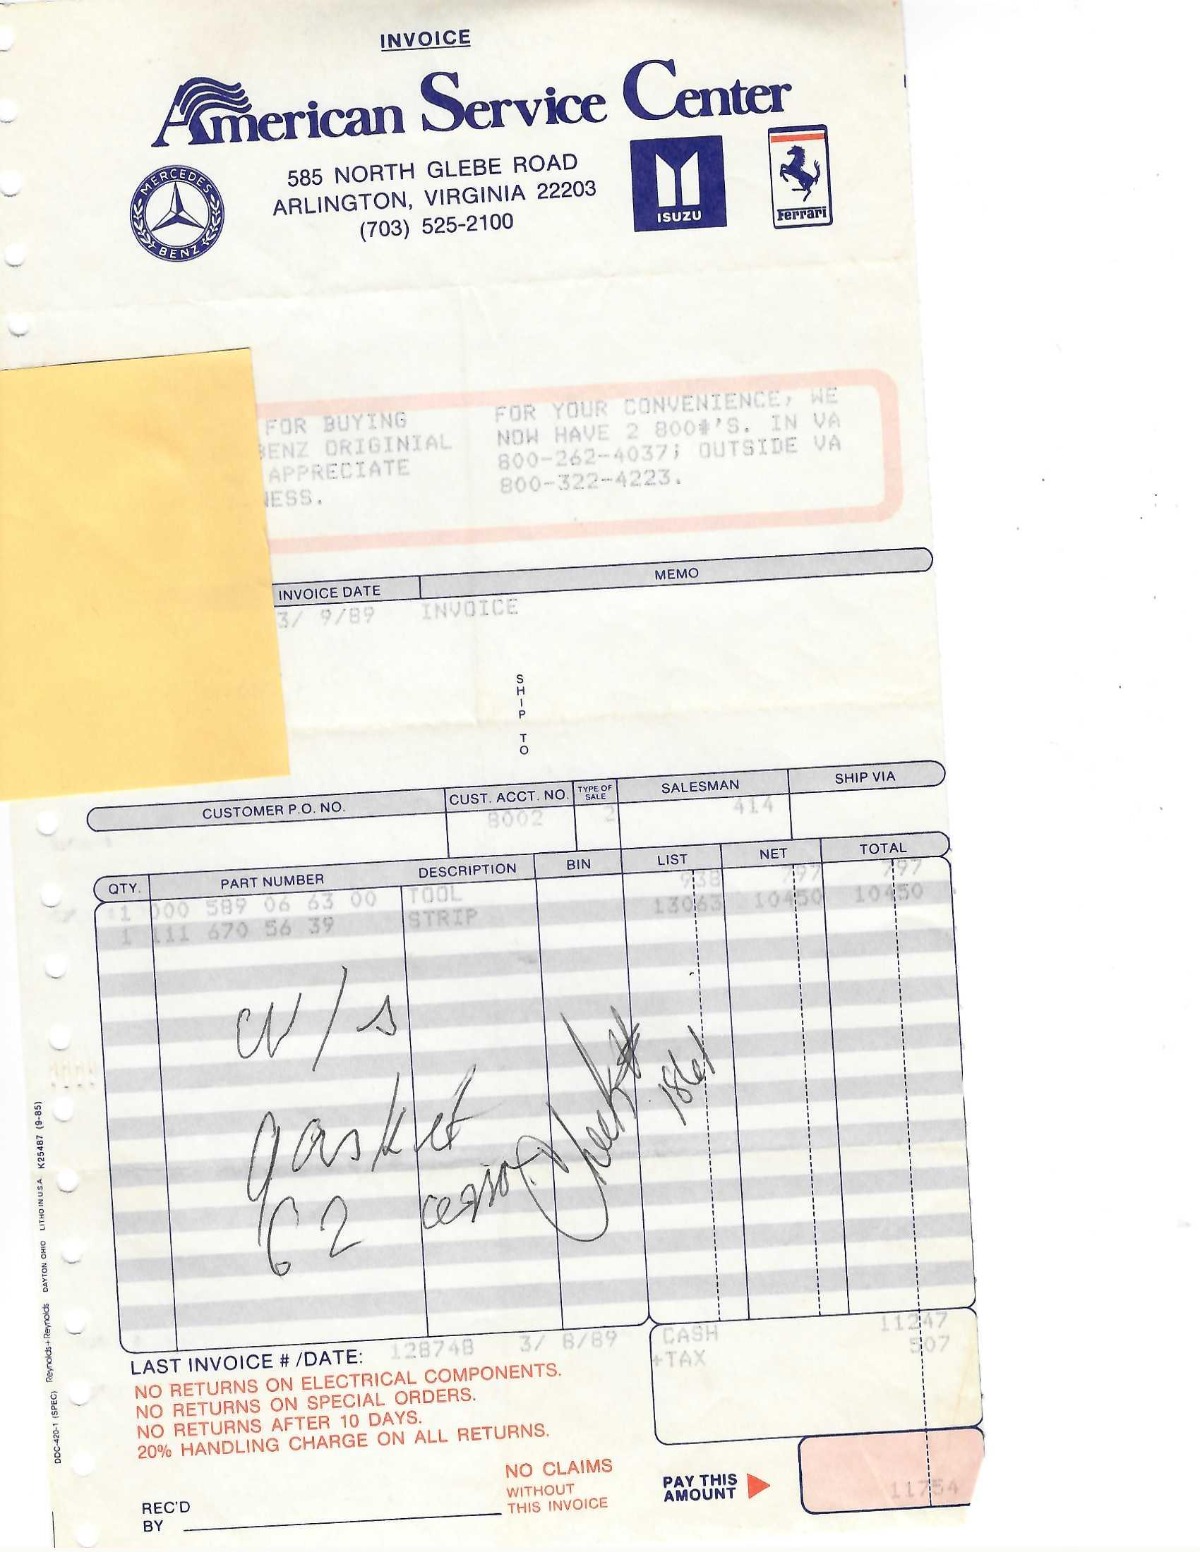 INVOICE
American Service Center
MERCEDES
BENZ
585 NORTH GLEBE ROAD
ARLINGTON, VIRGINIA 22203
(703) 525-2100
ISUZU
Ferrari
FOR BUYING
BENZ ORIGINIAL
APPRECIATE
NESS.
FOR YOUR CONVENIENCE, WE
NOW HAVE 2 800#'S. IN VA
800-262-4037; OUTSIDE VA
800-322-4223.
INVOICE DATE MEMO
3/ 9/89 INVOICE
SHIP TO
CUSTOMER P.O. NO. CUST. ACCT. NO. TYPE OF SALE SALESMAN SHIP VIA
8002 2 414
QTY. PART NUMBER DESCRIPTION BIN LIST NET TOTAL
1 000 589 06 63 00 TOOL 938 797 797
1 111 670 56 39 STRIP 13063 10450 10450
w/s
gasket
Check#
1861
LAST INVOICE # /DATE: 128748 3/ 8/89
CASH 11247
+TAX 507
NO RETURNS ON ELECTRICAL COMPONENTS.
NO RETURNS ON SPECIAL ORDERS.
NO RETURNS AFTER 10 DAYS.
20% HANDLING CHARGE ON ALL RETURNS.
NO CLAIMS
WITHOUT
THIS INVOICE
PAY THIS
AMOUNT
11754
REC'D
BY
DDC-420-1 (SPEC) Reynolds+Reynolds DAYTON OHIO LITHO IN U.S.A. K25487 (9-85)